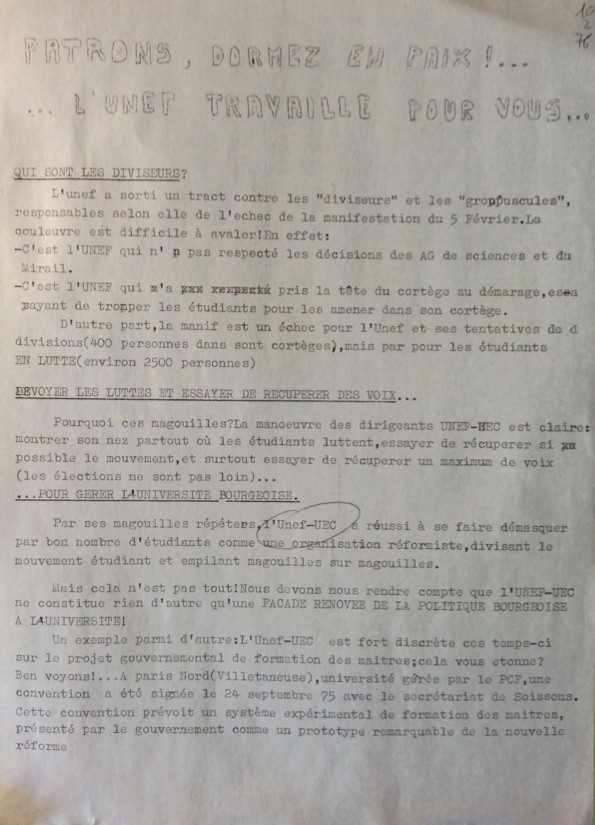 10
2
76
PATRONS, DORMEZ EN PAIX!...
... L'UNEF TRAVAILLE POUR VOUS...
QUI SONT LES DIVISEURS?
L'unef a sorti un tract contre les "diviseurs" et les "groppuscules",
responsables selon elle de l'echec de la manifestation du 5 Février.La
couleuvre est difficile à avaler!En effet:
-C'est l'UNEF qui n' p pas respecté les décisions des AG de sciences et du
Mirail.
-C'est l'UNEF qui x'a pris la tête du cortège au démarage,esea
payant de tromper les étudiants pour les amener dans son cortège.
D'autre part,la manif est un échec pour l'Unef et ses tentatives de d
divisions(400 personnes dans sont cortèges),mais par pour les étudiants
EN LUTTE(environ 2500 personnes)
DEVOYER LES LUTTES ET ESSAYER DE RECUPERER DES VOIX...
Pourquoi ces magouilles?La manoeuvre des dirigeants UNEF-HEC est claire:
montrer son nez partout où les étudiants luttent,essayer de récuperer si xx
possible le mouvement,et surtout essayer de récuperer un maximum de voix
(les élections ne sont pas loin)...
...POUR GERER L4UNIVERSITE BOURGEOISE.
Par ses magouilles répétens,l'Unef-UEC a réussi à se faire démasquer
par bon nombre d'étudiants comme une organisation réformiste,divisant le
mouvement étudiant et empilant magouilles sur magouilles.
Mais cela n'est pas tout!Nous devons nous rendre compte que l'UNEF-UEC
ne constitue rien d'autre qu'une FACADE RENOVEE DE LA POLITIQUE BOURGEOISE
A L4UNIVERSITE!
Un exemple parmi d'autre:L'Unef-UEC est fort discrète ces temps-ci
sur le projet gouvernemental de formation des maitres;cela vous etonne?
Ben voyons!...A paris Nord(Villetaneuse),université gérée par le PCF,une
convention a été signée le 24 septembre 75 avec le secrétariat de Soissons.
Cette convention prévoit un système expérimental de formation des maitres,
présenté par le gouvernement comme un prototype remarquable de la nouvelle
réforme